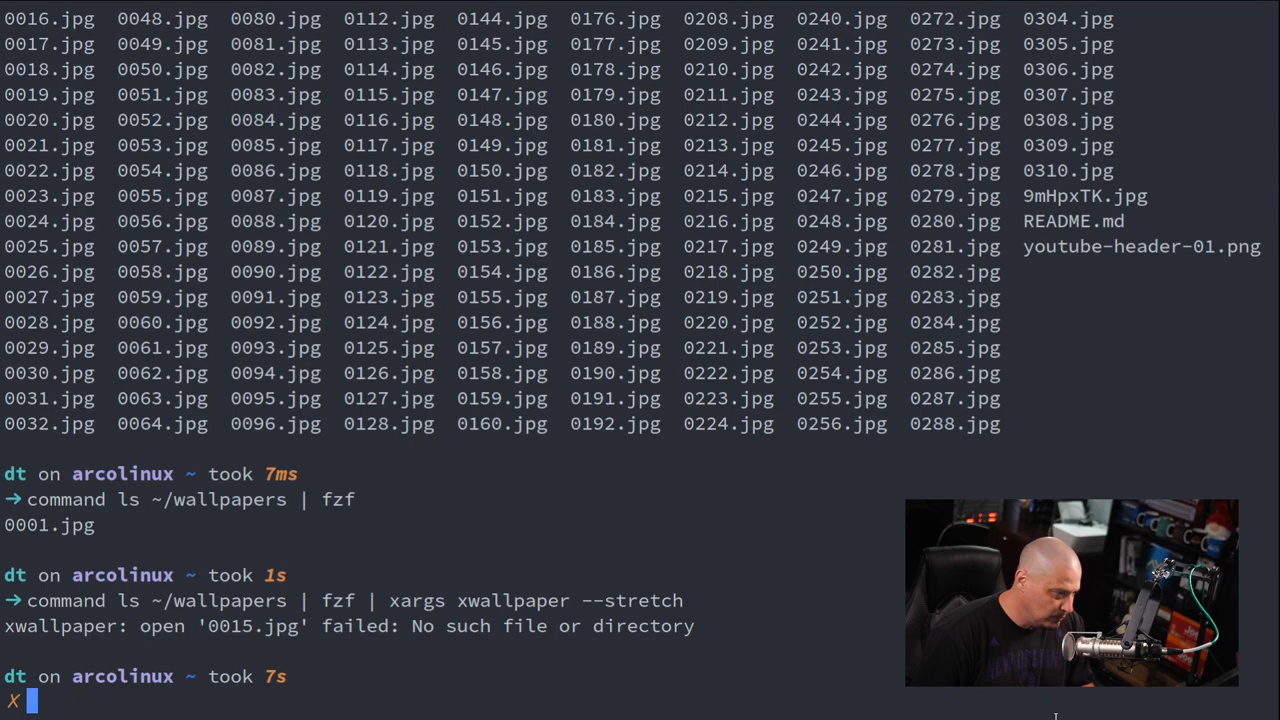 0016.jpg 0048.jpg 0080.jpg 0112.jpg 0144.jpg 0176.jpg 0208.jpg 0240.jpg 0272.jpg 0304.jpg
0017.jpg 0049.jpg 0081.jpg 0113.jpg 0145.jpg 0177.jpg 0209.jpg 0241.jpg 0273.jpg 0305.jpg
0018.jpg 0050.jpg 0082.jpg 0114.jpg 0146.jpg 0178.jpg 0210.jpg 0242.jpg 0274.jpg 0306.jpg
0019.jpg 0051.jpg 0083.jpg 0115.jpg 0147.jpg 0179.jpg 0211.jpg 0243.jpg 0275.jpg 0307.jpg
0020.jpg 0052.jpg 0084.jpg 0116.jpg 0148.jpg 0180.jpg 0212.jpg 0244.jpg 0276.jpg 0308.jpg
0021.jpg 0053.jpg 0085.jpg 0117.jpg 0149.jpg 0181.jpg 0213.jpg 0245.jpg 0277.jpg 0309.jpg
0022.jpg 0054.jpg 0086.jpg 0118.jpg 0150.jpg 0182.jpg 0214.jpg 0246.jpg 0278.jpg 0310.jpg
0023.jpg 0055.jpg 0087.jpg 0119.jpg 0151.jpg 0183.jpg 0215.jpg 0247.jpg 0279.jpg 9mHpxTK.jpg
0024.jpg 0056.jpg 0088.jpg 0120.jpg 0152.jpg 0184.jpg 0216.jpg 0248.jpg 0280.jpg README.md
0025.jpg 0057.jpg 0089.jpg 0121.jpg 0153.jpg 0185.jpg 0217.jpg 0249.jpg 0281.jpg youtube-header-01.png
0026.jpg 0058.jpg 0090.jpg 0122.jpg 0154.jpg 0186.jpg 0218.jpg 0250.jpg 0282.jpg
0027.jpg 0059.jpg 0091.jpg 0123.jpg 0155.jpg 0187.jpg 0219.jpg 0251.jpg 0283.jpg
0028.jpg 0060.jpg 0092.jpg 0124.jpg 0156.jpg 0188.jpg 0220.jpg 0252.jpg 0284.jpg
0029.jpg 0061.jpg 0093.jpg 0125.jpg 0157.jpg 0189.jpg 0221.jpg 0253.jpg 0285.jpg
0030.jpg 0062.jpg 0094.jpg 0126.jpg 0158.jpg 0190.jpg 0222.jpg 0254.jpg 0286.jpg
0031.jpg 0063.jpg 0095.jpg 0127.jpg 0159.jpg 0191.jpg 0223.jpg 0255.jpg 0287.jpg
0032.jpg 0064.jpg 0096.jpg 0128.jpg 0160.jpg 0192.jpg 0224.jpg 0256.jpg 0288.jpg
dt on arcolinux ~ took 7ms
→command ls ~/wallpapers | fzf
0001.jpg
dt on arcolinux ~ took 1s
→command ls ~/wallpapers | fzf | xargs xwallpaper --stretch
xwallpaper: open '0015.jpg' failed: No such file or directory
dt on arcolinux ~ took 7s
X